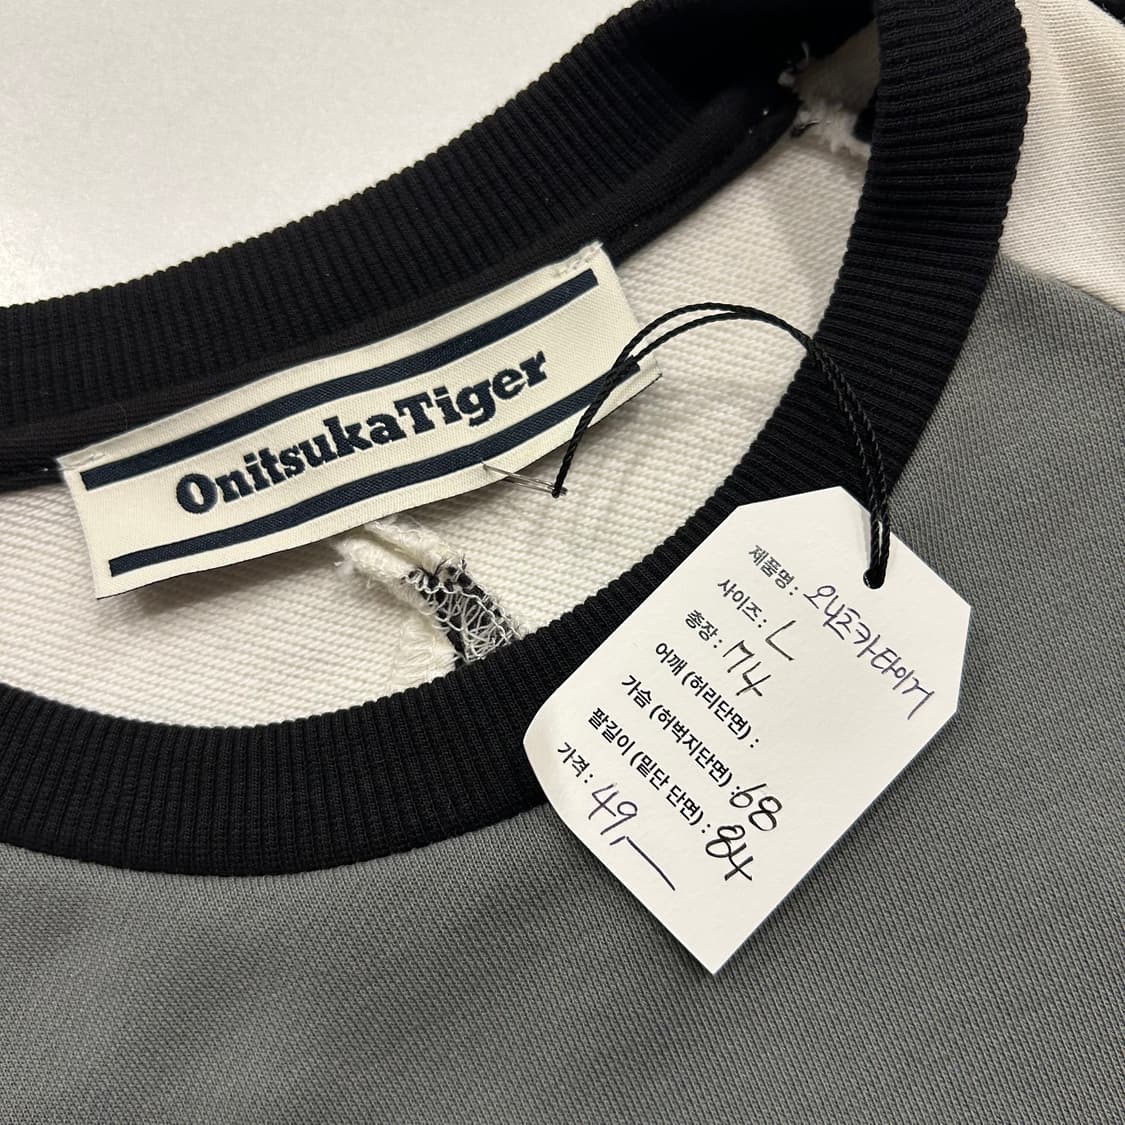 OnitsukaTiger
제품명 : 오니츠카타이거
사이즈 : L
총장 : 74
어깨 (허리단면) :
가슴 (허벅지단면) : 68
팔길이 (밑단 단면) : 84
가격 : 49,—